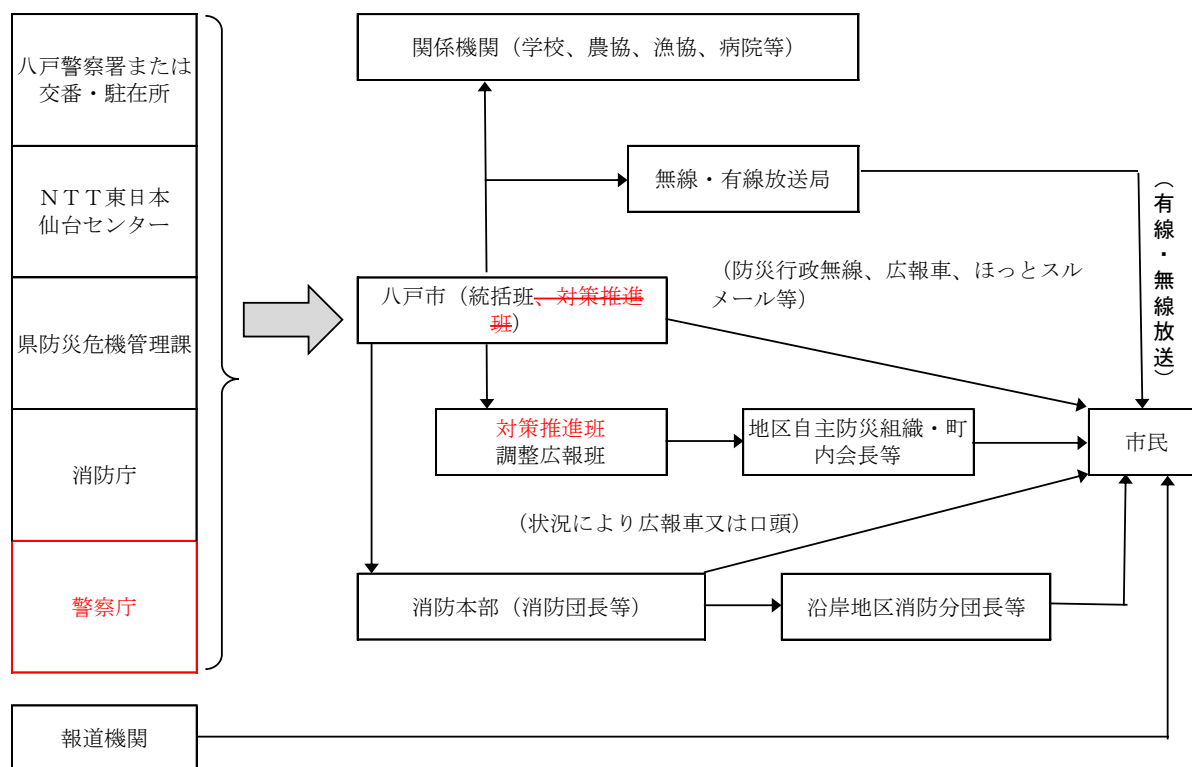 八戸警察署または
交番・駐在所
ＮＴＴ東日本
仙台センター
県防災危機管理課
消防庁
警察庁
報道機関
関係機関（学校、農協、漁協、病院等）
無線・有線放送局
（有線・無線放送）
（防災行政無線、広報車、ほっとスル
メール等）
八戸市（統括班、対策推進
班）
対策推進班
調整広報班
地区自主防災組織・町
内会長等
市民
（状況により広報車又は口頭）
消防本部（消防団長等）
沿岸地区消防分団長等